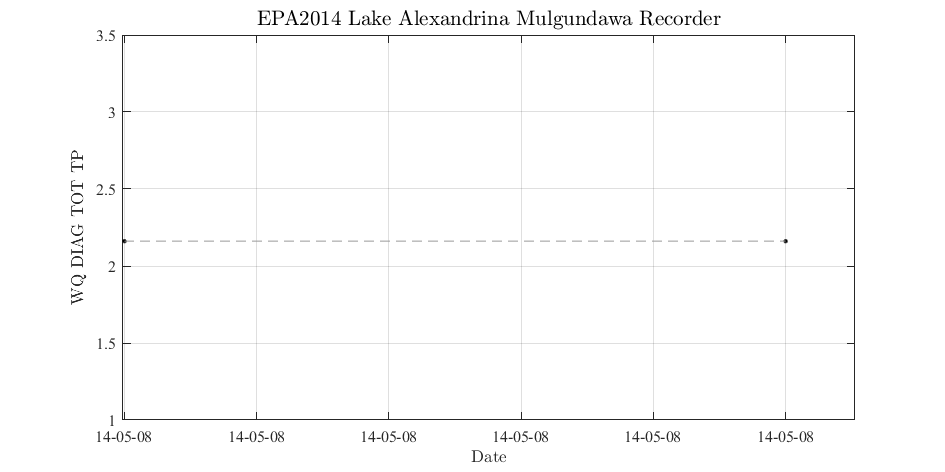 EPA2014 Lake Alexandrina Mulgundawa Recorder
3.5
3
2.5
2
1.5
1
WQ DIAG TOT TP
14-05-08 14-05-08 14-05-08 14-05-08 14-05-08 14-05-08
Date